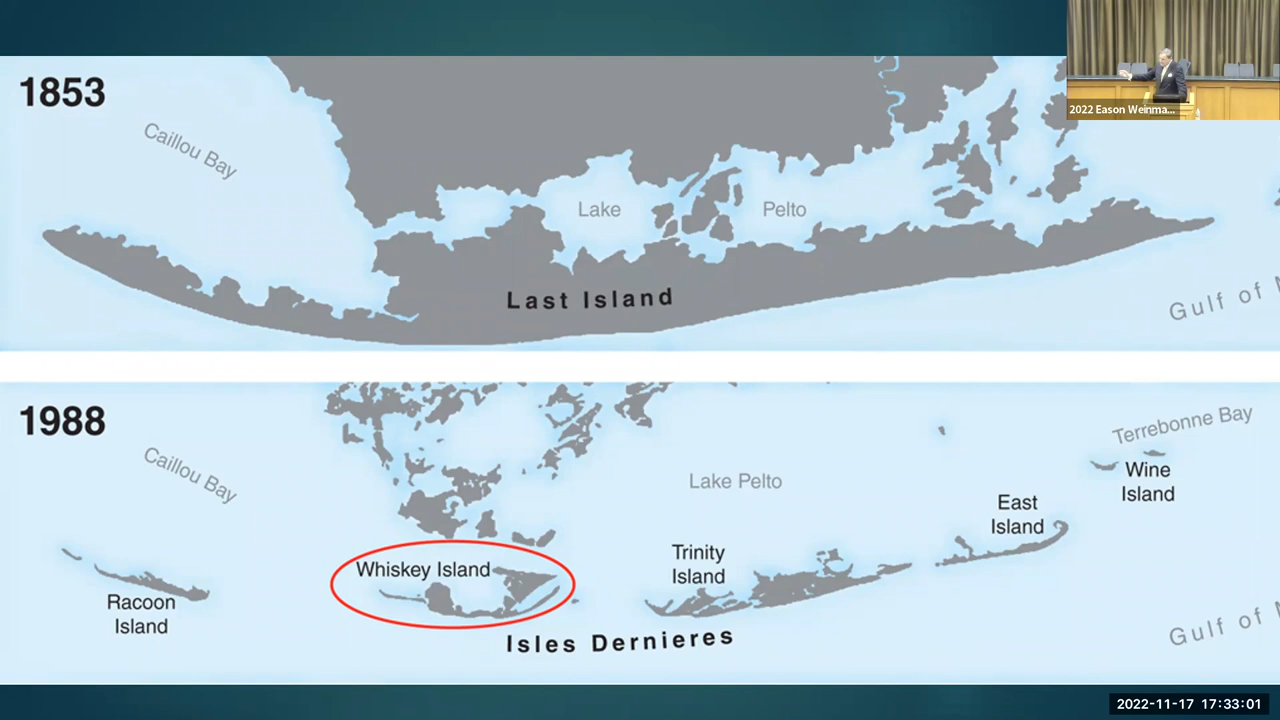 1853
2022 Eason Weinma...
Caillou Bay
Lake
Pelto
Last Island
Gulf of
1988
Caillou Bay
Terrebonne Bay
Lake Pelto
Wine
Island
East
Island
Whiskey Island
Trinity
Island
Racoon
Island
Isles Dernieres
Gulf of
2022-11-17 17:33:01